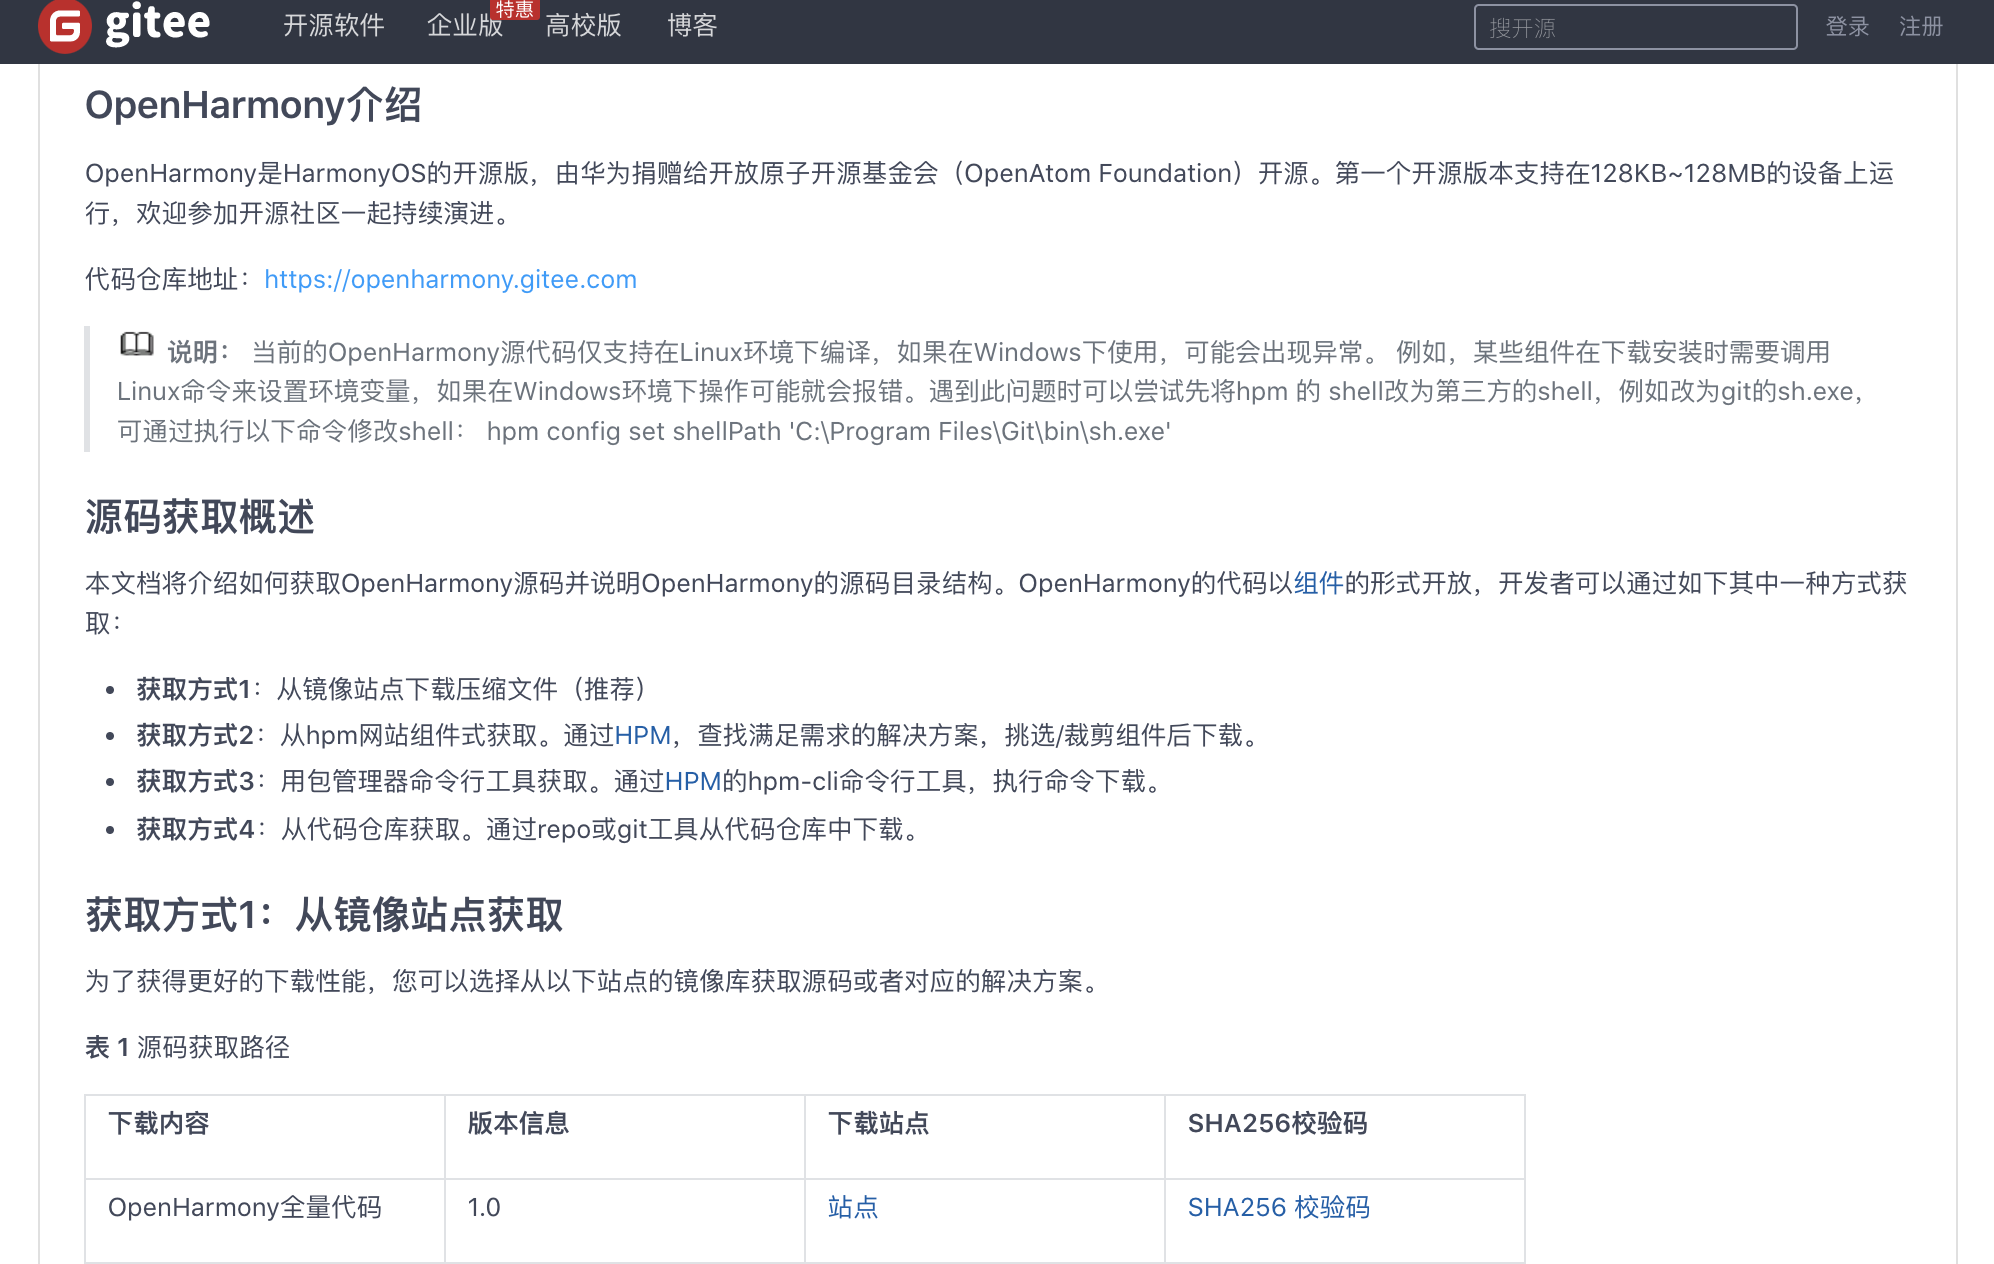 gitee 开源软件 企业版 特惠 高校版 博客 搜开源 登录 注册
OpenHarmony介绍
OpenHarmony是HarmonyOS的开源版，由华为捐赠给开放原子开源基金会（OpenAtom Foundation）开源。第一个开源版本支持在128KB~128MB的设备上运
行，欢迎参加开源社区一起持续演进。
代码仓库地址：https://openharmony.gitee.com
说明： 当前的OpenHarmony源代码仅支持在Linux环境下编译，如果在Windows下使用，可能会出现异常。 例如，某些组件在下载安装时需要调用
Linux命令来设置环境变量，如果在Windows环境下操作可能就会报错。遇到此问题时可以尝试先将hpm 的 shell改为第三方的shell，例如改为git的sh.exe，
可通过执行以下命令修改shell： hpm config set shellPath 'C:\Program Files\Git\bin\sh.exe'
源码获取概述
本文档将介绍如何获取OpenHarmony源码并说明OpenHarmony的源码目录结构。OpenHarmony的代码以组件的形式开放，开发者可以通过如下其中一种方式获
取：
• 获取方式1：从镜像站点下载压缩文件（推荐）
• 获取方式2：从hpm网站组件式获取。通过HPM，查找满足需求的解决方案，挑选/裁剪组件后下载。
• 获取方式3：用包管理器命令行工具获取。通过HPM的hpm-cli命令行工具，执行命令下载。
• 获取方式4：从代码仓库获取。通过repo或git工具从代码仓库中下载。
获取方式1：从镜像站点获取
为了获得更好的下载性能，您可以选择从以下站点的镜像库获取源码或者对应的解决方案。
表 1 源码获取路径
下载内容 版本信息 下载站点 SHA256校验码
OpenHarmony全量代码 1.0 站点 SHA256 校验码